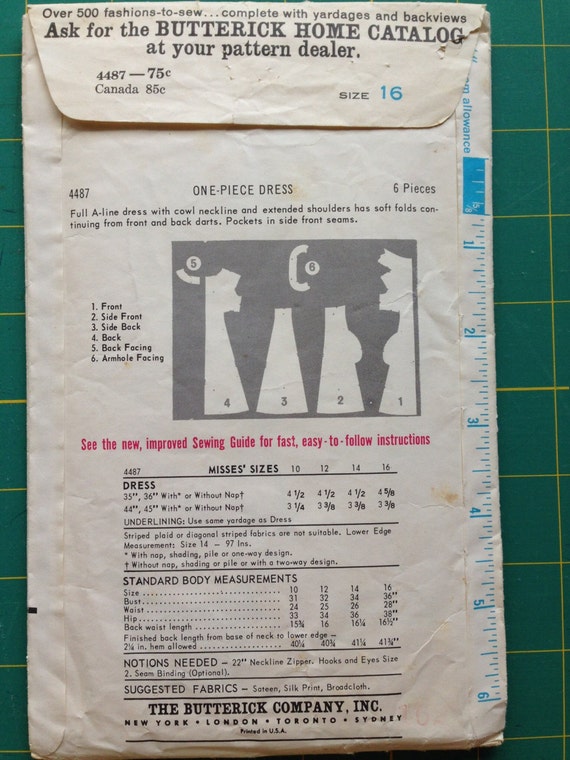 Over 500 fashions-to-sew...complete with yardages and backviews
Ask for the BUTTERICK HOME CATALOG
at your pattern dealer.
4487—75c
Canada 85c
SIZE 16
allowance
5/8
4487 ONE-PIECE DRESS 6 Pieces
Full A-line dress with cowl neckline and extended shoulders has soft folds con-
tinuing from front and back darts. Pockets in side front seams.
1. Front
2. Side Front
3. Side Back
4. Back
5. Back Facing
6. Armhole Facing
5 6
4 3 2 1
See the new, improved Sewing Guide for fast, easy-to-follow instructions
4487 MISSES' SIZES 10 12 14 16
DRESS
35", 36" With* or Without Nap† 4 1/2 4 1/2 4 1/2 4 5/8
44", 45" With* or Without Nap† 3 1/4 3 3/8 3 3/8 3 3/8
UNDERLINING: Use same yardage as Dress
Striped plaid or diagonal striped fabrics are not suitable. Lower Edge
Measurement: Size 14 - 97 Ins.
* With nap, shading, pile or one-way design.
† Without nap, shading or pile or with a two-way design.
STANDARD BODY MEASUREMENTS
Size 10 12 14 16
Bust 31 32 34 36"
Waist 24 25 26 28"
Hip 33 34 36 38"
Back waist length 15¾ 16 16¼ 16½"
Finished back length from base of neck to lower edge –
2¼ in. hem allowed 40¼ 40¾ 41¼ 41¾"
NOTIONS NEEDED - 22" Neckline Zipper. Hooks and Eyes Size
2. Seam Binding (Optional).
SUGGESTED FABRICS - Sateen, Silk Print, Broadcloth.
THE BUTTERICK COMPANY, INC.
NEW YORK • LONDON • TORONTO • SYDNEY
Printed in U.S.A.
1
2
3
4
5
6